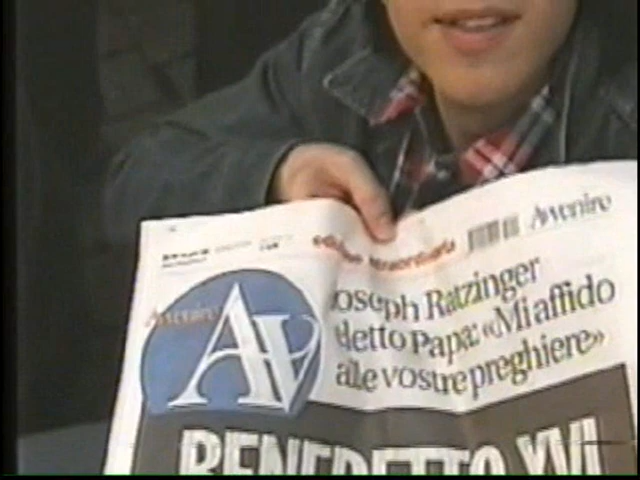 edizione straordinaria
Avvenire
Avvenire
AV
Joseph Ratzinger
eletto Papa: «Mi affido
alle vostre preghiere»
BENEDETTO XVI